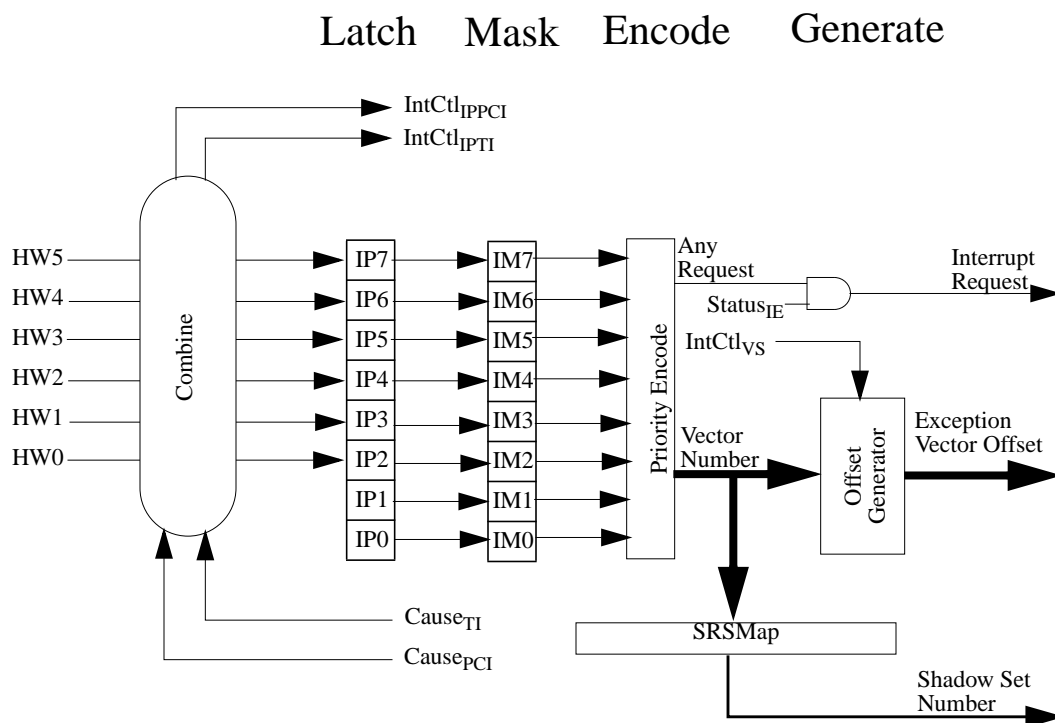 Latch Mask Encode Generate
IntCtlIPPCI
IntCtlIPTI
HW5
HW4
HW3
HW2
HW1
HW0
Combine
IP7
IP6
IP5
IP4
IP3
IP2
IP1
IP0
IM7
IM6
IM5
IM4
IM3
IM2
IM1
IM0
Priority Encode
Any
Request
StatusIE
IntCtlVS
Vector
Number
Interrupt
Request
Offset
Generator
Exception
Vector Offset
CauseTI
CausePCI
SRSMap
Shadow Set
Number